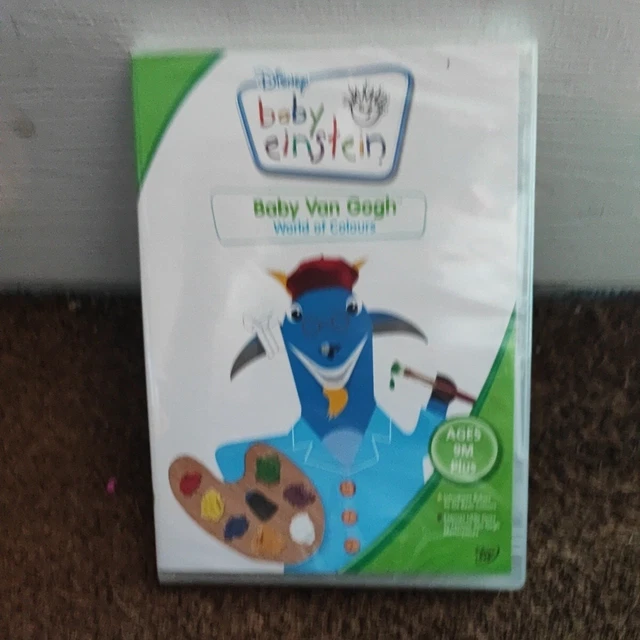 Disney
baby
einstein
Baby Van Gogh
World of Colours
AGES
9M
PLUS